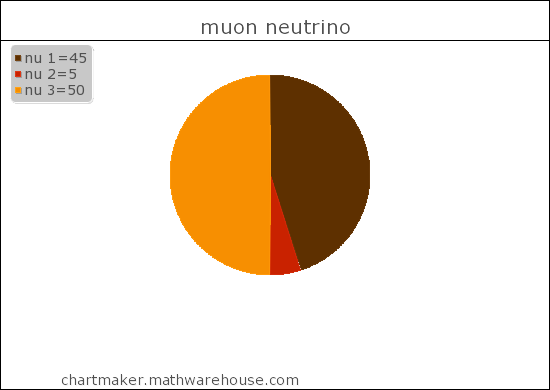 muon neutrino
nu 1=45
nu 2=5
nu 3=50
chartmaker.mathwarehouse.com